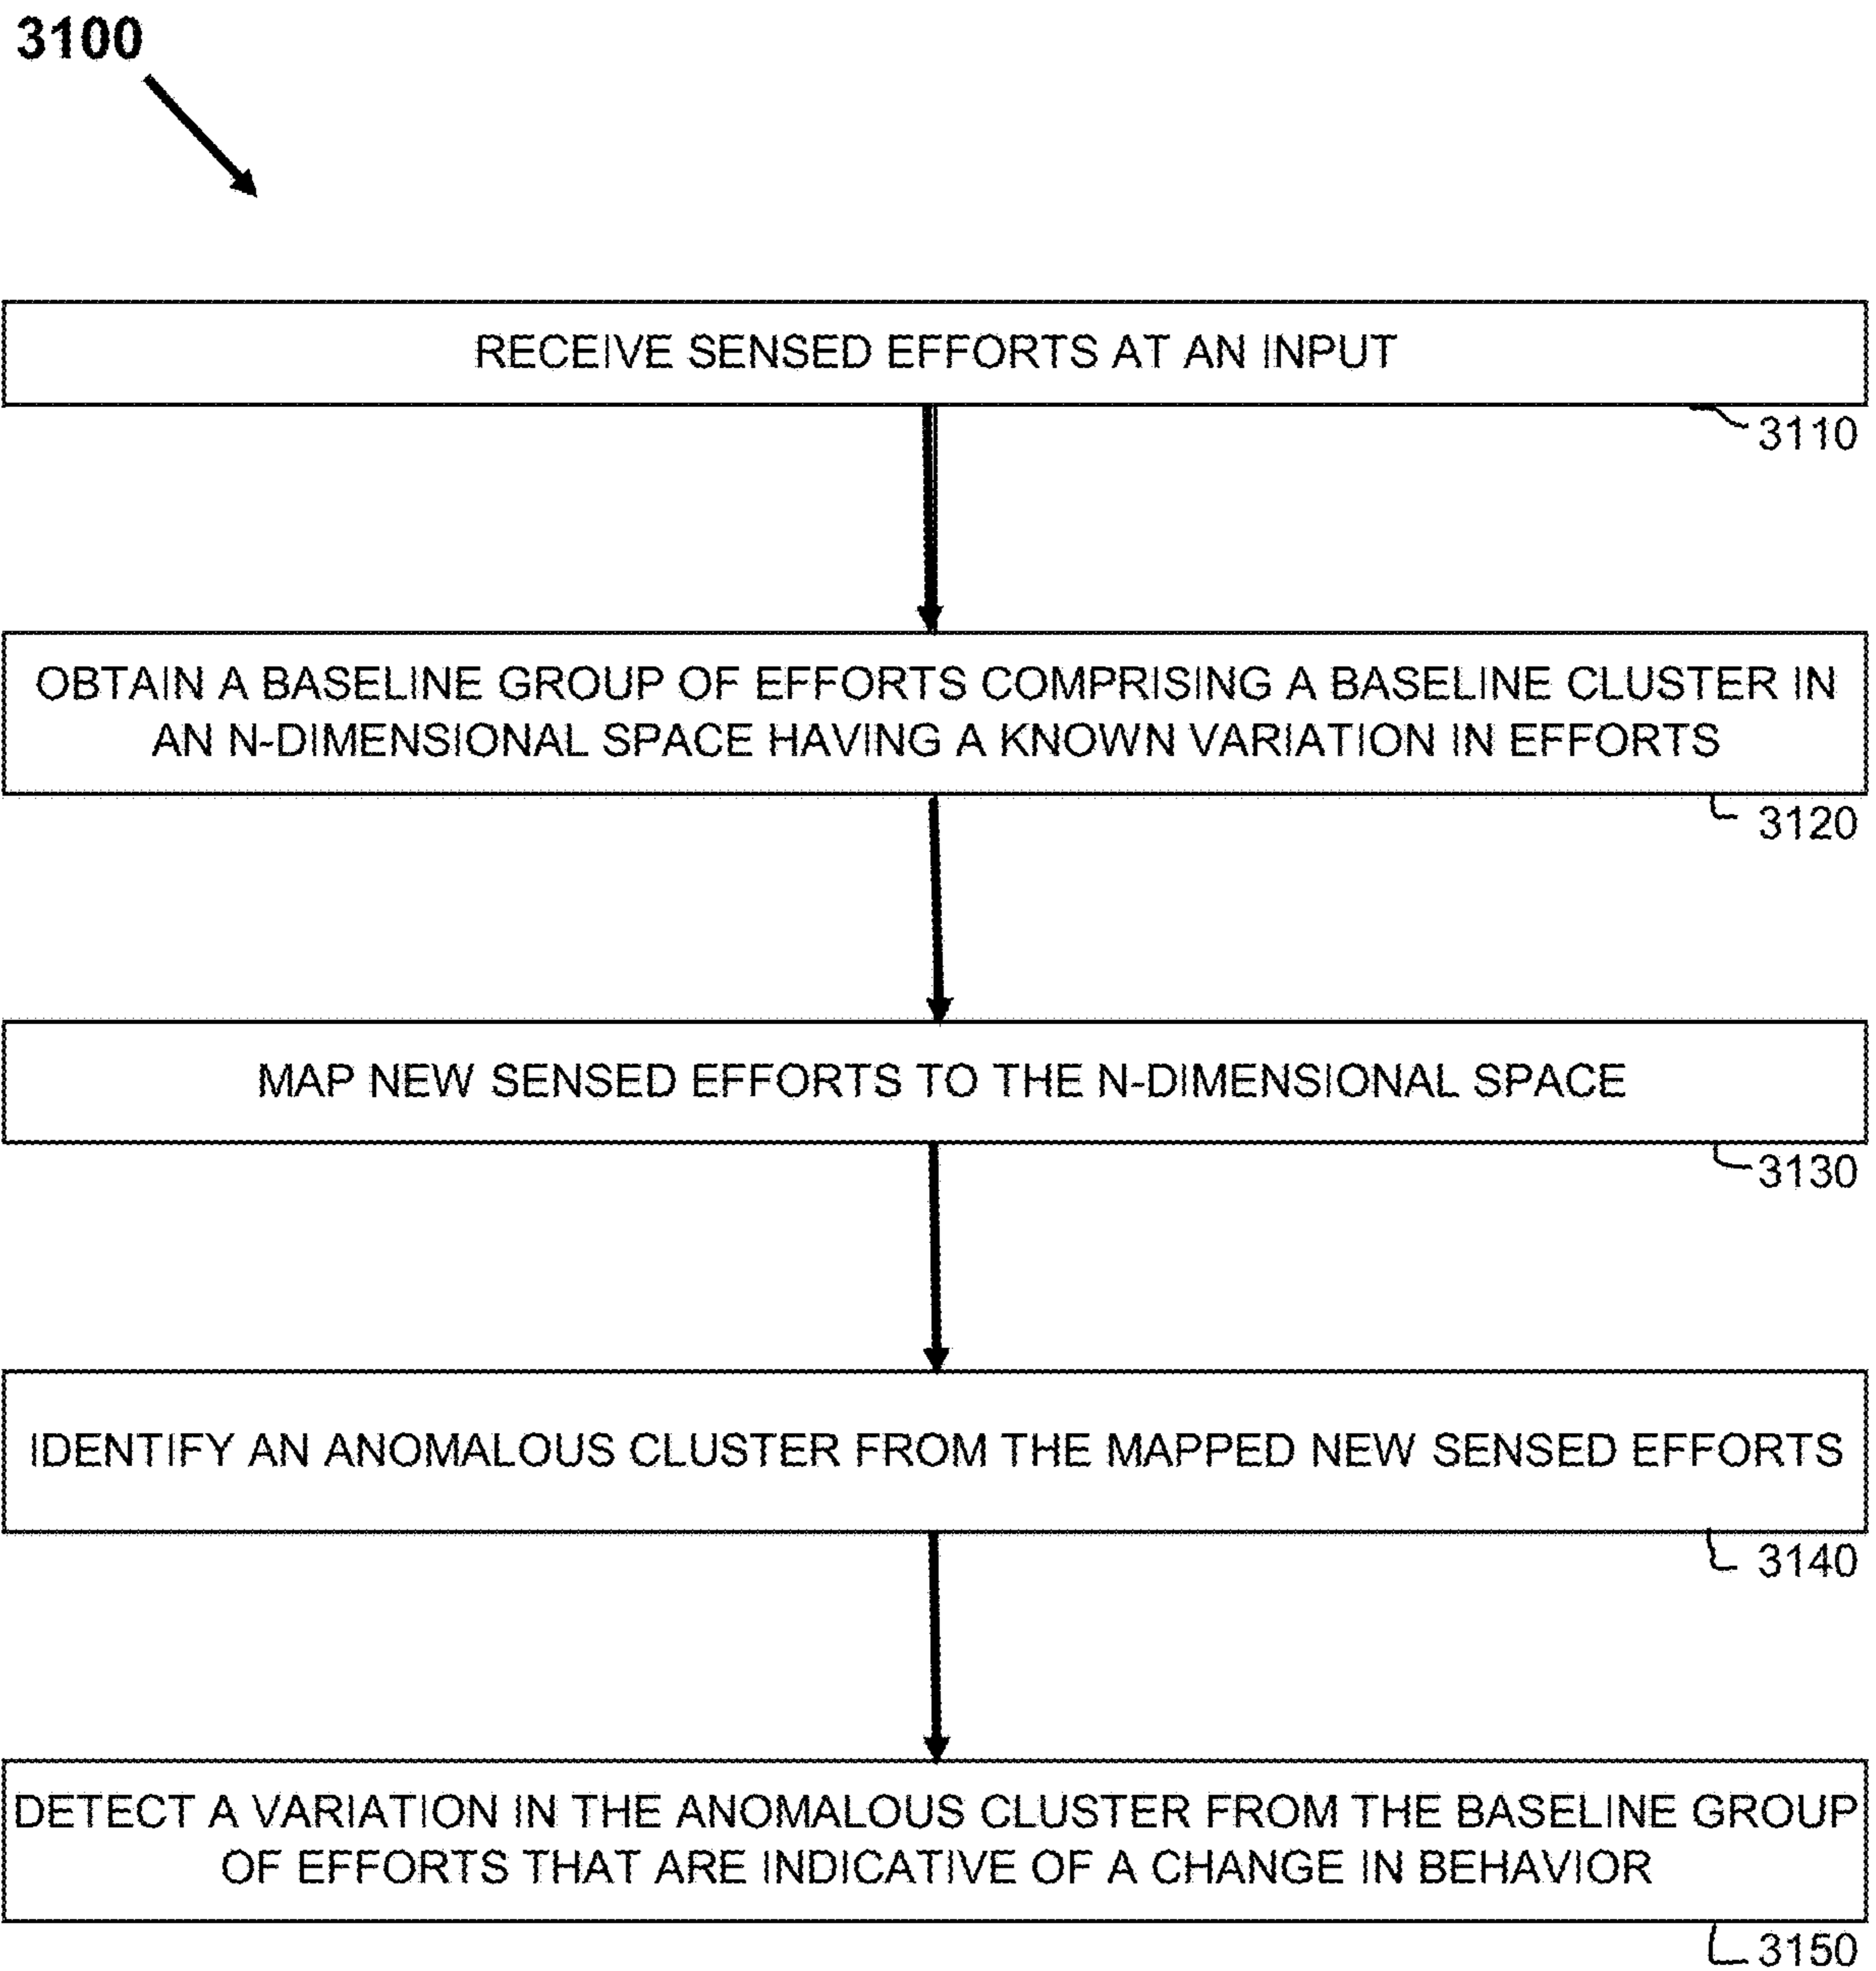 3100
RECEIVE SENSED EFFORTS AT AN INPUT
3110
OBTAIN A BASELINE GROUP OF EFFORTS COMPRISING A BASELINE CLUSTER IN
AN N-DIMENSIONAL SPACE HAVING A KNOWN VARIATION IN EFFORTS
3120
MAP NEW SENSED EFFORTS TO THE N-DIMENSIONAL SPACE
3130
IDENTIFY AN ANOMALOUS CLUSTER FROM THE MAPPED NEW SENSED EFFORTS
3140
DETECT A VARIATION IN THE ANOMALOUS CLUSTER FROM THE BASELINE GROUP
OF EFFORTS THAT ARE INDICATIVE OF A CHANGE IN BEHAVIOR
3150